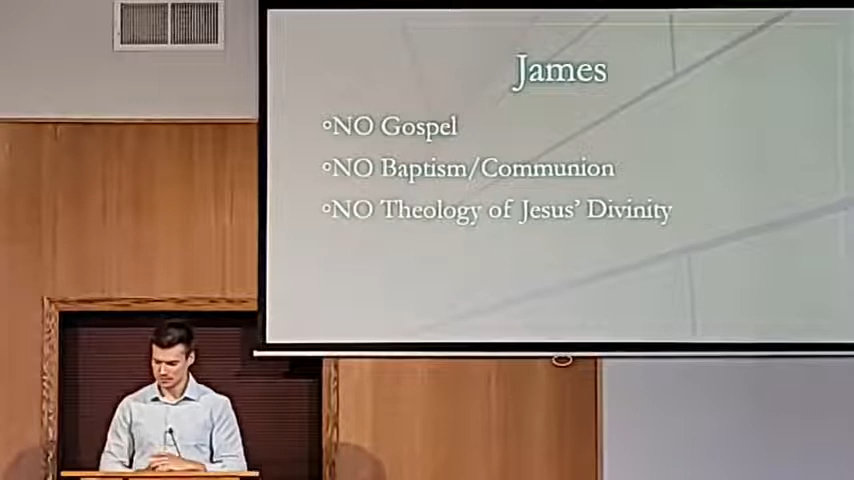 James
°NO Gospel
°NO Baptism/Communion
°NO Theology of Jesus’ Divinity